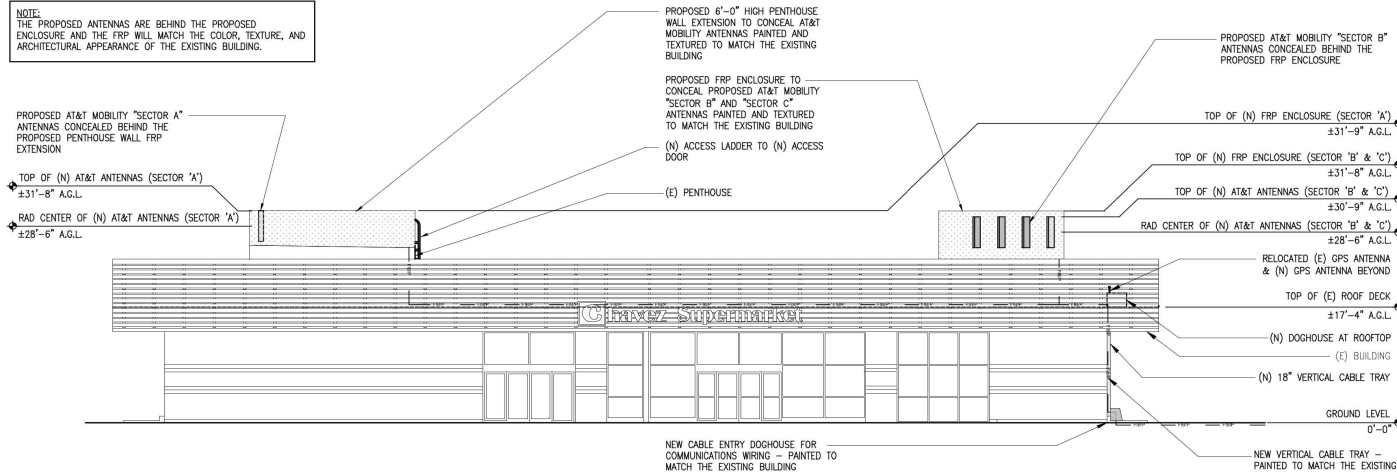 NOTE:
THE PROPOSED ANTENNAS ARE BEHIND THE PROPOSED
ENCLOSURE AND THE FRP WILL MATCH THE COLOR, TEXTURE, AND
ARCHITECTURAL APPEARANCE OF THE EXISTING BUILDING.
PROPOSED 6'-0" HIGH PENTHOUSE
WALL EXTENSION TO CONCEAL AT&T
MOBILITY ANTENNAS PAINTED AND
TEXTURED TO MATCH THE EXISTING
BUILDING
PROPOSED AT&T MOBILITY "SECTOR B"
ANTENNAS CONCEALED BEHIND THE
PROPOSED FRP ENCLOSURE
PROPOSED FRP ENCLOSURE TO
CONCEAL PROPOSED AT&T MOBILITY
"SECTOR B" AND "SECTOR C"
ANTENNAS PAINTED AND TEXTURED
TO MATCH THE EXISTING BUILDING
PROPOSED AT&T MOBILITY "SECTOR A"
ANTENNAS CONCEALED BEHIND THE
PROPOSED PENTHOUSE WALL FRP
EXTENSION
(N) ACCESS LADDER TO (N) ACCESS
DOOR
(E) PENTHOUSE
TOP OF (N) AT&T ANTENNAS (SECTOR 'A')
±31'-8" A.G.L.
RAD CENTER OF (N) AT&T ANTENNAS (SECTOR 'A')
±28'-6" A.G.L.
TOP OF (N) FRP ENCLOSURE (SECTOR 'A')
±31'-9" A.G.L.
TOP OF (N) FRP ENCLOSURE (SECTOR 'B' & 'C')
±31'-8" A.G.L.
TOP OF (N) AT&T ANTENNAS (SECTOR 'B' & 'C')
±30'-9" A.G.L.
RAD CENTER OF (N) AT&T ANTENNAS (SECTOR 'B' & 'C')
±28'-6" A.G.L.
RELOCATED (E) GPS ANTENNA
& (N) GPS ANTENNA BEYOND
TOP OF (E) ROOF DECK
±17'-4" A.G.L.
Chavez Supermarket
(N) DOGHOUSE AT ROOFTOP
(E) BUILDING
(N) 18" VERTICAL CABLE TRAY
GROUND LEVEL
0'-0"
NEW CABLE ENTRY DOGHOUSE FOR
COMMUNICATIONS WIRING - PAINTED TO
MATCH THE EXISTING BUILDING
NEW VERTICAL CABLE TRAY -
PAINTED TO MATCH THE EXISTING